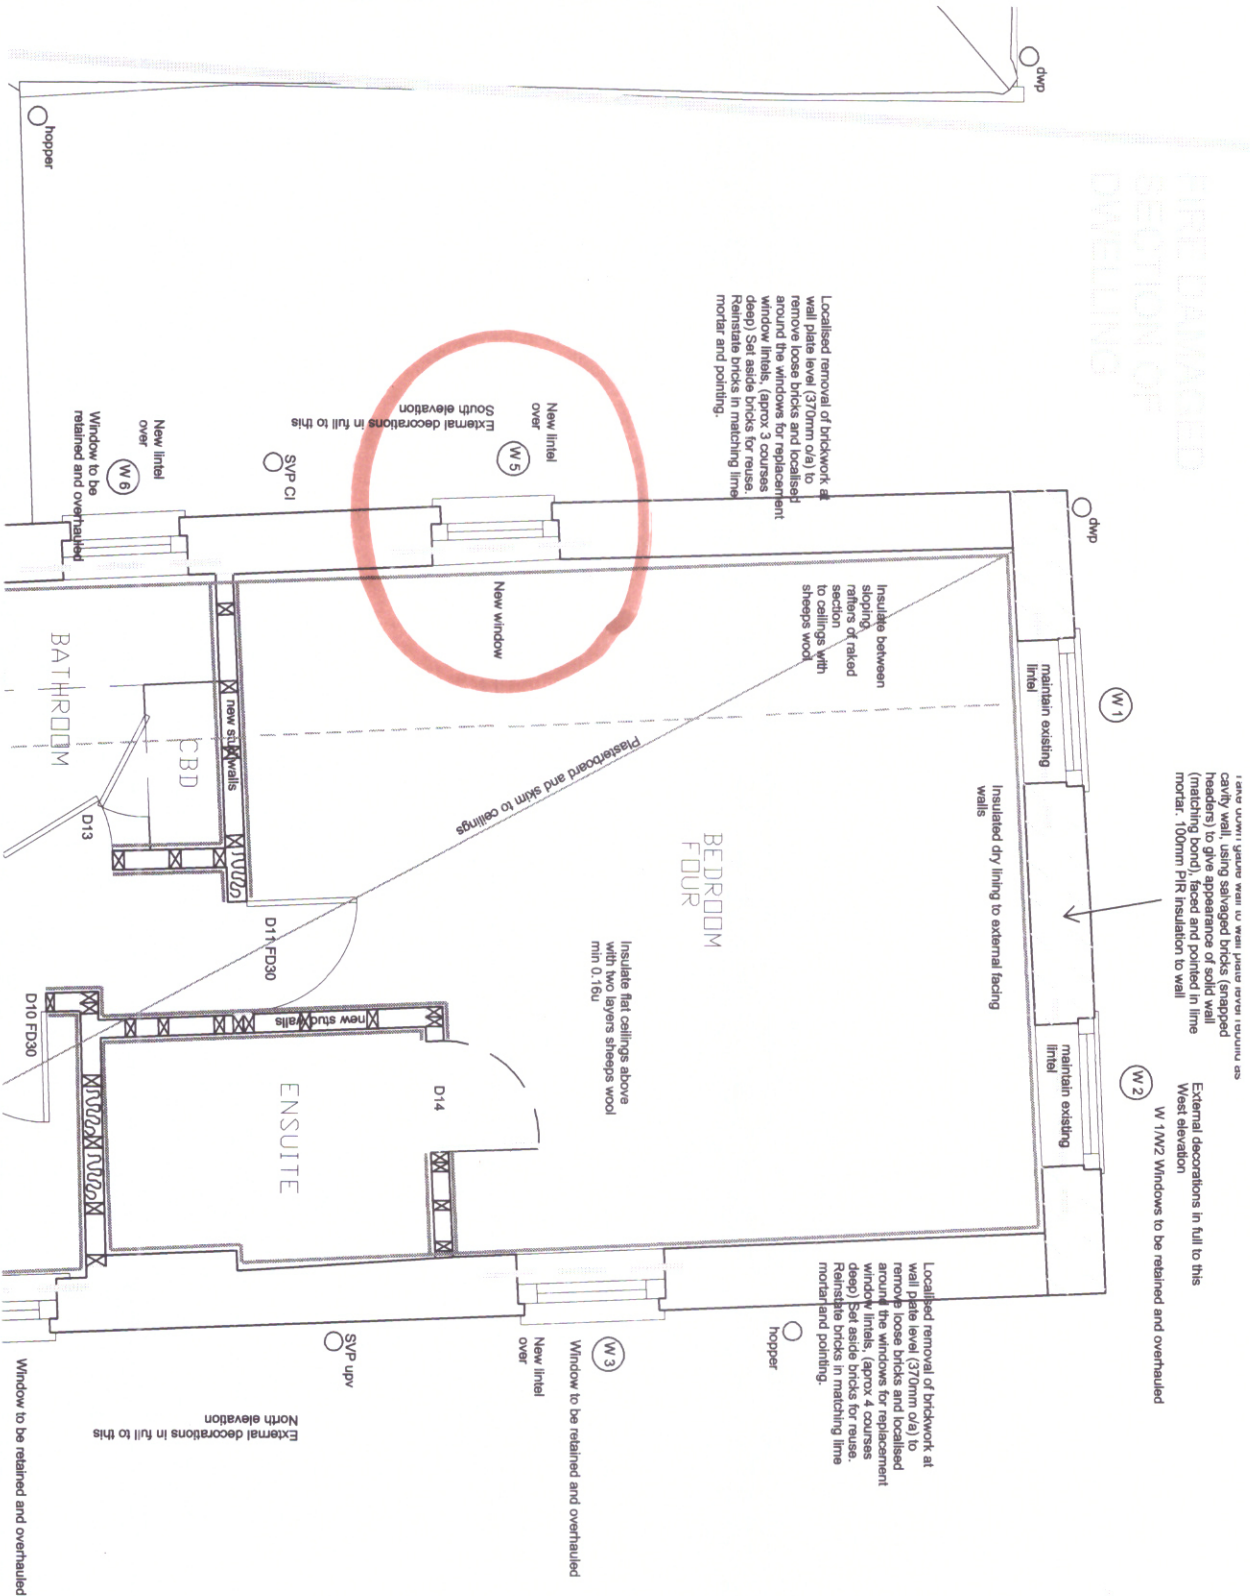 dwp
hopper
FIRE DAMAGED
SECTION OF
DWELLING
Localised removal of brickwork at
wall plate level (370mm o/a) to
remove loose bricks and localised
around the windows for replacement
window lintels, (aprox 3 courses
deep) Set aside bricks for reuse.
Reinstate bricks in matching lime
mortar and pointing.
New lintel
over
W 5
External decorations in full to this
South elevation
SVP CI
New lintel
over
W 6
Window to be
retained and overhauled
dwp
New window
Insulate between
sloping
rafters of raked
section
to ceilings with
sheeps wool
maintain existing
lintel
W 1
cavity wall, using salvaged bricks (snapped
headers) to give appearance of solid wall
(matching bond), faced and pointed in lime
mortar. 100mm PIR insulation to wall
BATHROOM
CBD
new stud walls
D13
Plasterboard and skim to ceilings
BEDROOM
FOUR
Insulated dry lining to external facing
walls
D11 FD30
D10 FD30
new stud walls
Insulate flat ceilings above
with two layers sheeps wool
min 0.16u
ENSUITE
D14
maintain existing
lintel
W 2
External decorations in full to this
West elevation
W 1/W2 Windows to be retained and overhauled
Localised removal of brickwork at
wall plate level (370mm o/a) to
remove loose bricks and localised
around the windows for replacement
window lintels, (aprox 4 courses
deep) Set aside bricks for reuse.
Reinstate bricks in matching lime
mortar and pointing.
hopper
W 3
Window to be retained and overhauled
New lintel
over
SVP upv
External decorations in full to this
North elevation
Window to be retained and overhauled